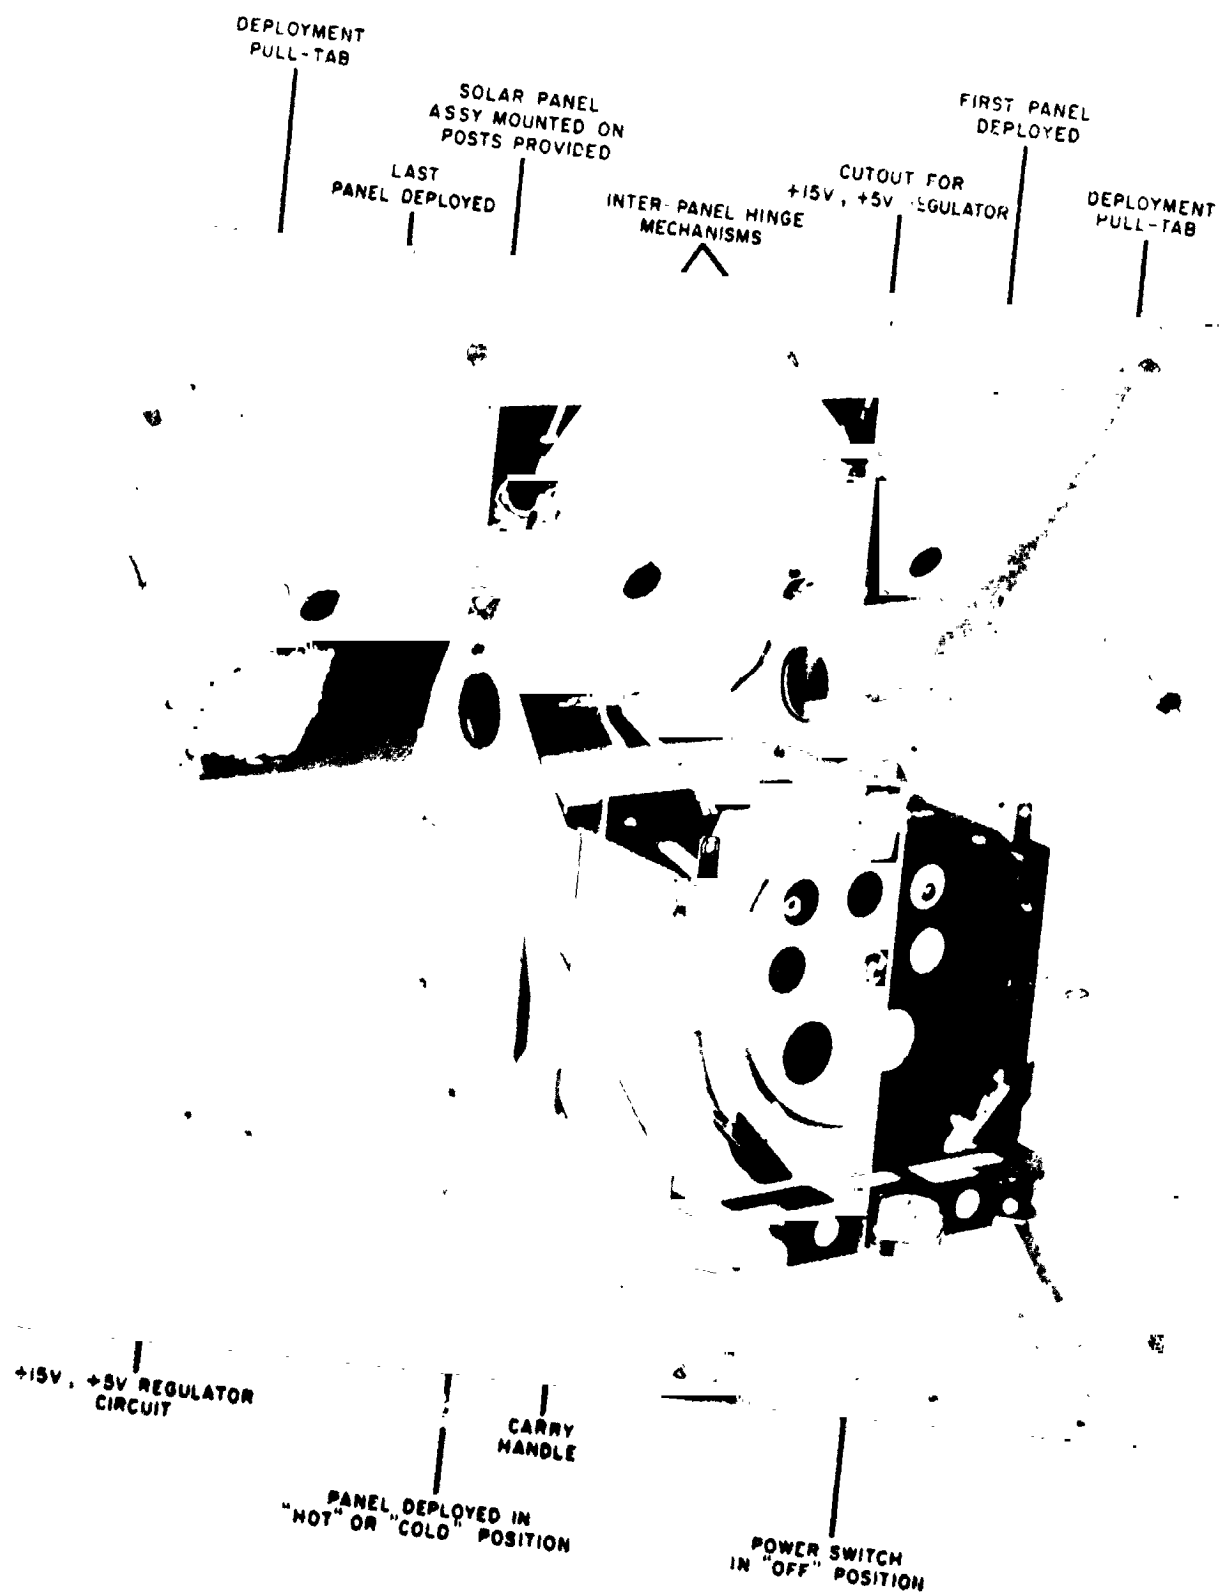 DEPLOYMENT
PULL-TAB
SOLAR PANEL
ASSY MOUNTED ON
POSTS PROVIDED
LAST
PANEL DEPLOYED
INTER-PANEL HINGE
MECHANISMS
CUTOUT FOR
+15V, +5V EGULATOR
FIRST PANEL
DEPLOYED
DEPLOYMENT
PULL-TAB
+15V, +5V REGULATOR
CIRCUIT
PANEL DEPLOYED IN
"HOT" OR "COLD" POSITION
CARRY
HANDLE
POWER SWITCH
IN "OFF" POSITION